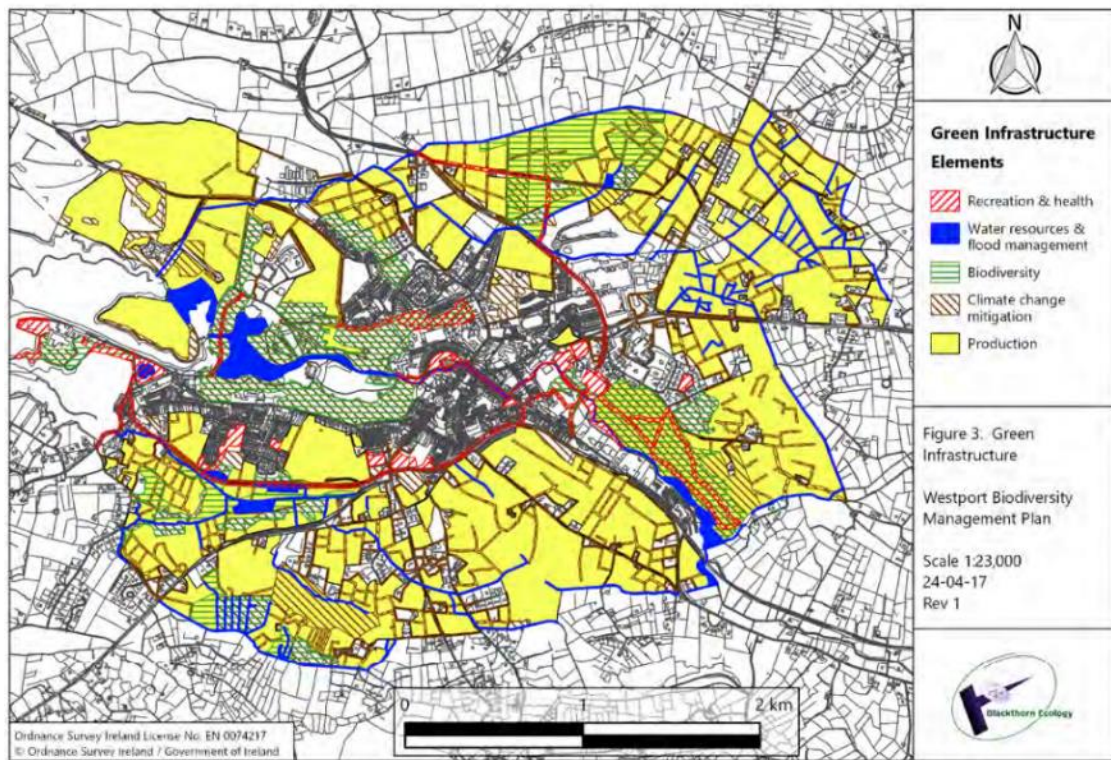 N
Green Infrastructure
Elements
Recreation & health
Water resources &
flood management
Biodiversity
Climate change
mitigation
Production
Figure 3. Green
Infrastructure
Westport Biodiversity
Management Plan
Scale 1:23,000
24-04-17
Rev 1
Blackthorn Ecology
0 1 2 km
Ordnance Survey Ireland License No. EN 0074217
© Ordnance Survey Ireland / Government of Ireland